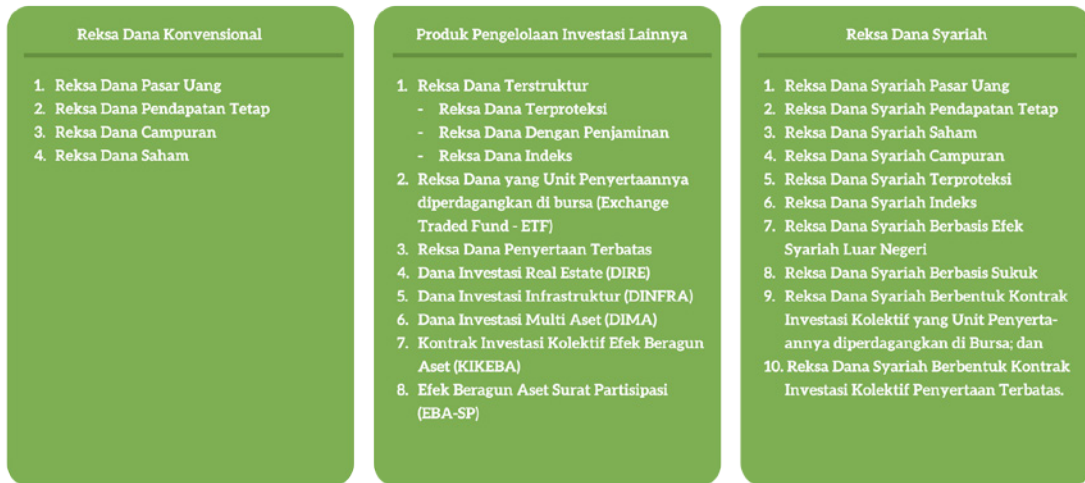 Reksa Dana Konvensional
1. Reksa Dana Pasar Uang
2. Reksa Dana Pendapatan Tetap
3. Reksa Dana Campuran
4. Reksa Dana Saham
Produk Pengelolaan Investasi Lainnya
1. Reksa Dana Terstruktur
- Reksa Dana Terproteksi
- Reksa Dana Dengan Penjaminan
- Reksa Dana Indeks
2. Reksa Dana yang Unit Penyertaannya
diperdagangkan di bursa (Exchange
Traded Fund - ETF)
3. Reksa Dana Penyertaan Terbatas
4. Dana Investasi Real Estate (DIRE)
5. Dana Investasi Infrastruktur (DINFRA)
6. Dana Investasi Multi Aset (DIMA)
7. Kontrak Investasi Kolektif Efek Beragun
Aset (KIKEBA)
8. Efek Beragun Aset Surat Partisipasi
(EBA-SP)
Reksa Dana Syariah
1. Reksa Dana Syariah Pasar Uang
2. Reksa Dana Syariah Pendapatan Tetap
3. Reksa Dana Syariah Saham
4. Reksa Dana Syariah Campuran
5. Reksa Dana Syariah Terproteksi
6. Reksa Dana Syariah Indeks
7. Reksa Dana Syariah Berbasis Efek
Syariah Luar Negeri
8. Reksa Dana Syariah Berbasis Sukuk
9. Reksa Dana Syariah Berbentuk Kontrak
Investasi Kolektif yang Unit Penyerta-
annya diperdagangkan di Bursa; dan
10. Reksa Dana Syariah Berbentuk Kontrak
Investasi Kolektif Penyertaan Terbatas.